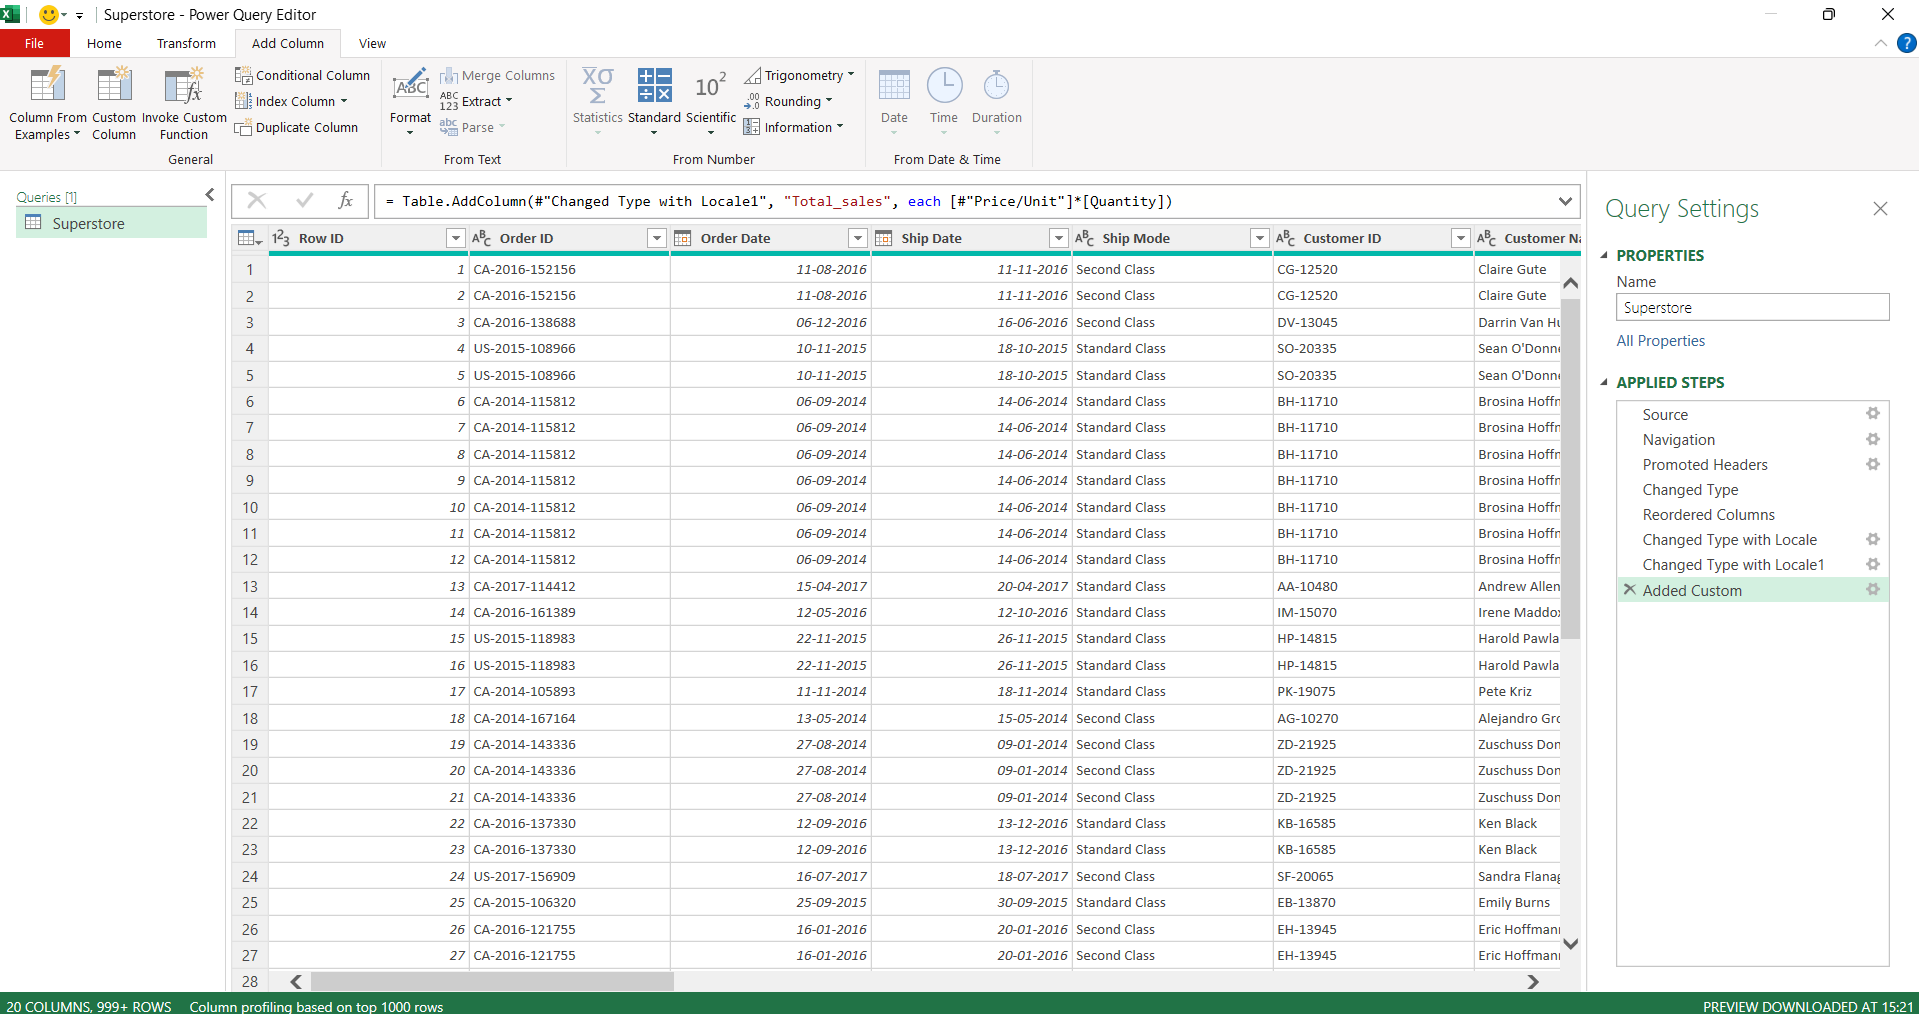 Superstore - Power Query Editor
File Home Transform Add Column View
Column From Examples
Custom Column
Invoke Custom Function
Conditional Column
Index Column
Duplicate Column
General
Format
Merge Columns
Extract
Parse
From Text
Statistics
Standard
Scientific
Trigonometry
Rounding
Information
From Number
Date
Time
Duration
From Date & Time
Queries [1]
Superstore
fx = Table.AddColumn(#"Changed Type with Locale1", "Total_sales", each [#"Price/Unit"]*[Quantity])
Row ID Order ID Order Date Ship Date Ship Mode Customer ID Customer Na
1 1 CA-2016-152156 11-08-2016 11-11-2016 Second Class CG-12520 Claire Gute
2 2 CA-2016-152156 11-08-2016 11-11-2016 Second Class CG-12520 Claire Gute
3 3 CA-2016-138688 06-12-2016 16-06-2016 Second Class DV-13045 Darrin Van Hu
4 4 US-2015-108966 10-11-2015 18-10-2015 Standard Class SO-20335 Sean O'Donne
5 5 US-2015-108966 10-11-2015 18-10-2015 Standard Class SO-20335 Sean O'Donne
6 6 CA-2014-115812 06-09-2014 14-06-2014 Standard Class BH-11710 Brosina Hoffn
7 7 CA-2014-115812 06-09-2014 14-06-2014 Standard Class BH-11710 Brosina Hoffn
8 8 CA-2014-115812 06-09-2014 14-06-2014 Standard Class BH-11710 Brosina Hoffn
9 9 CA-2014-115812 06-09-2014 14-06-2014 Standard Class BH-11710 Brosina Hoffn
10 10 CA-2014-115812 06-09-2014 14-06-2014 Standard Class BH-11710 Brosina Hoffn
11 11 CA-2014-115812 06-09-2014 14-06-2014 Standard Class BH-11710 Brosina Hoffn
12 12 CA-2014-115812 06-09-2014 14-06-2014 Standard Class BH-11710 Brosina Hoffn
13 13 CA-2017-114412 15-04-2017 20-04-2017 Standard Class AA-10480 Andrew Allen
14 14 CA-2016-161389 12-05-2016 12-10-2016 Standard Class IM-15070 Irene Maddox
15 15 US-2015-118983 22-11-2015 26-11-2015 Standard Class HP-14815 Harold Pawla
16 16 US-2015-118983 22-11-2015 26-11-2015 Standard Class HP-14815 Harold Pawla
17 17 CA-2014-105893 11-11-2014 18-11-2014 Standard Class PK-19075 Pete Kriz
18 18 CA-2014-167164 13-05-2014 15-05-2014 Second Class AG-10270 Alejandro Gro
19 19 CA-2014-143336 27-08-2014 09-01-2014 Second Class ZD-21925 Zuschuss Don
20 20 CA-2014-143336 27-08-2014 09-01-2014 Second Class ZD-21925 Zuschuss Don
21 21 CA-2014-143336 27-08-2014 09-01-2014 Second Class ZD-21925 Zuschuss Don
22 22 CA-2016-137330 12-09-2016 13-12-2016 Standard Class KB-16585 Ken Black
23 23 CA-2016-137330 12-09-2016 13-12-2016 Standard Class KB-16585 Ken Black
24 24 US-2017-156909 16-07-2017 18-07-2017 Second Class SF-20065 Sandra Flanag
25 25 CA-2015-106320 25-09-2015 30-09-2015 Standard Class EB-13870 Emily Burns
26 26 CA-2016-121755 16-01-2016 20-01-2016 Second Class EH-13945 Eric Hoffmann
27 27 CA-2016-121755 16-01-2016 20-01-2016 Second Class EH-13945 Eric Hoffmann
28
Query Settings
PROPERTIES
Name
Superstore
All Properties
APPLIED STEPS
Source
Navigation
Promoted Headers
Changed Type
Reordered Columns
Changed Type with Locale
Changed Type with Locale1
Added Custom
20 COLUMNS, 999+ ROWS Column profiling based on top 1000 rows PREVIEW DOWNLOADED AT 15:21